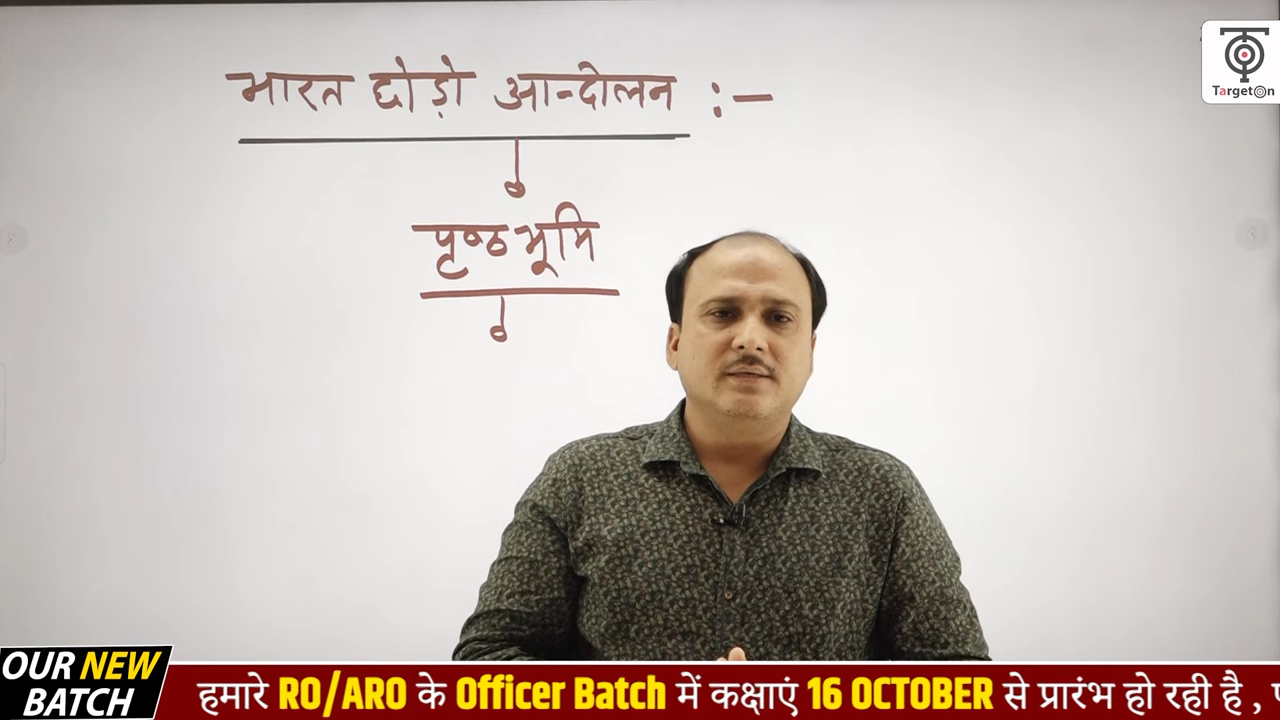 भारत छोड़ो आन्दोलन :-
पृष्ठभूमि
TargetOn
OUR NEW
BATCH
हमारे RO/ARO के Officer Batch में कक्षाएं 16 OCTOBER से प्रारंभ हो रही है ,